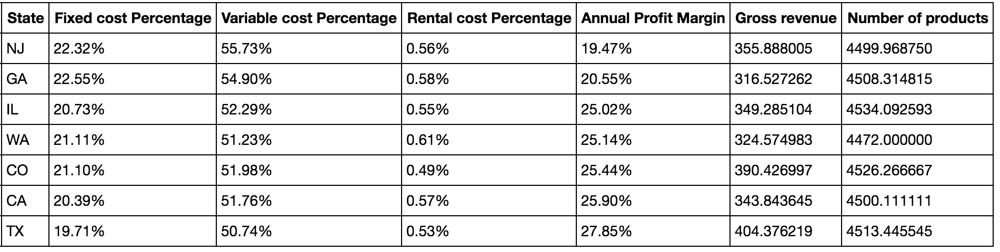 State Fixed cost Percentage Variable cost Percentage Rental cost Percentage Annual Profit Margin Gross revenue Number of products
NJ 22.32% 55.73% 0.56% 19.47% 355.888005 4499.968750
GA 22.55% 54.90% 0.58% 20.55% 316.527262 4508.314815
IL 20.73% 52.29% 0.55% 25.02% 349.285104 4534.092593
WA 21.11% 51.23% 0.61% 25.14% 324.574983 4472.000000
CO 21.10% 51.98% 0.49% 25.44% 390.426997 4526.266667
CA 20.39% 51.76% 0.57% 25.90% 343.843645 4500.111111
TX 19.71% 50.74% 0.53% 27.85% 404.376219 4513.445545